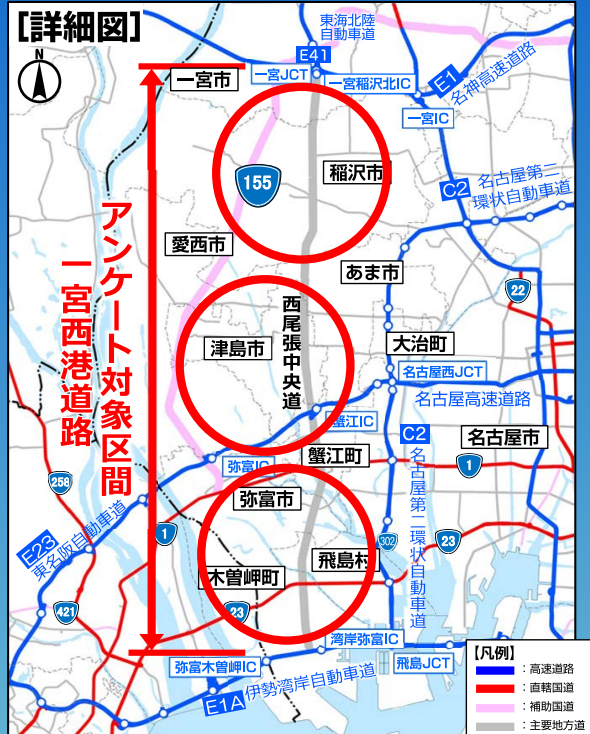 [詳細図]
N
東海北陸
自動車道
E41
一宮市
一宮JCT
一宮稲沢北IC
E1
名神高速道路
一宮IC
155
稲沢市
C2
名古屋第二
環状自動車道
愛西市
あま市
22
アンケート対象区間
一宮西港道路
西尾張中央道
津島市
大治町
名古屋西JCT
名古屋高速道路
蟹江IC
C2
名古屋市
弥富IC
蟹江町
1
258
弥富市
名古屋第二環状自動車道
E23
東名阪自動車道
1
302
23
飛島村
木曽岬町
23
421
湾岸弥富IC
弥富木曽岬IC
飛島JCT
E1A
伊勢湾岸自動車道
【凡例】
：高速道路
：直轄国道
：補助国道
：主要地方道